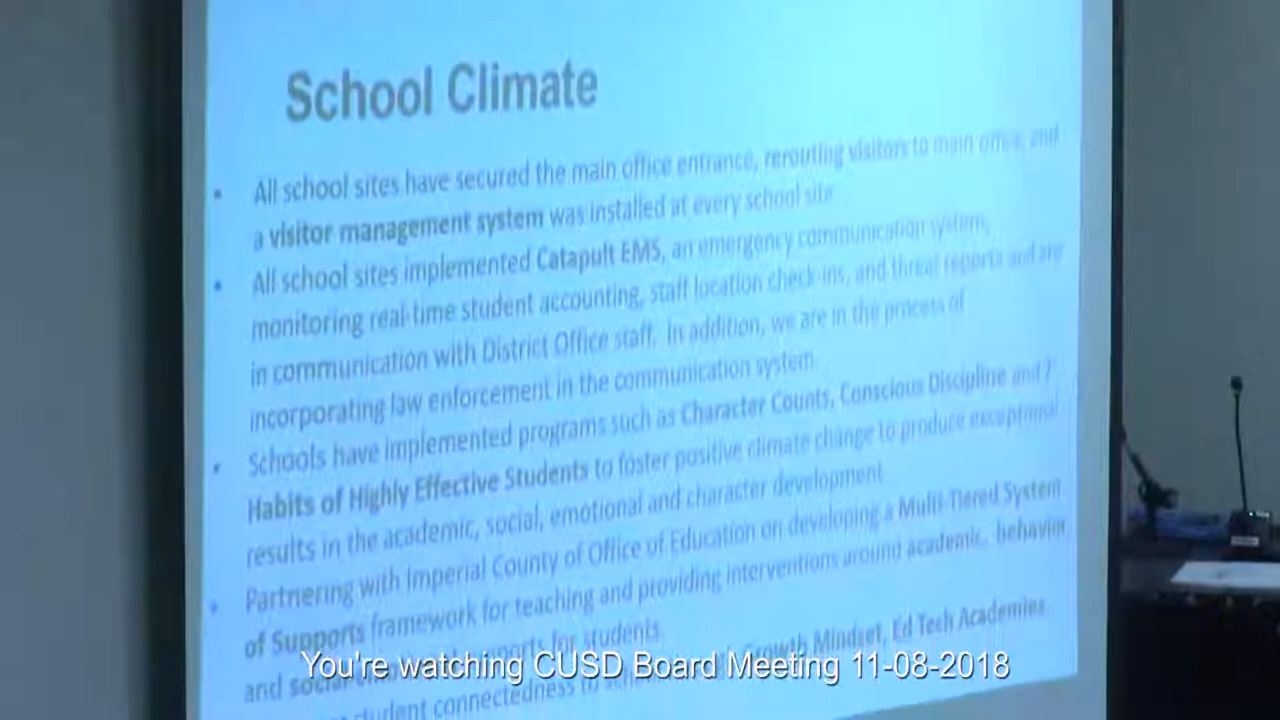 School Climate
• All school sites have secured the main office entrance, rerouting visitors to main office and
a visitor management system was installed at every school site
• All school sites implemented Catapult EMS, an emergency communication system,
monitoring real-time student accounting, staff location check-ins, and threat reports and are
in communication with District Office staff. In addition, we are in the process of
incorporating law enforcement in the communication system.
• Schools have implemented programs such as Character Counts, Conscious Discipline and 7
Habits of Highly Effective Students to foster positive climate change to produce exceptional
results in the academic, social, emotional and character development
• Partnering with Imperial County of Office of Education on developing a Multi-Tiered System
of Supports framework for teaching and providing interventions around academic, behavior
and for students.
Growth Mindset, Ed Tech Academies
student connectedness to
You're watching CUSD Board Meeting 11-08-2018